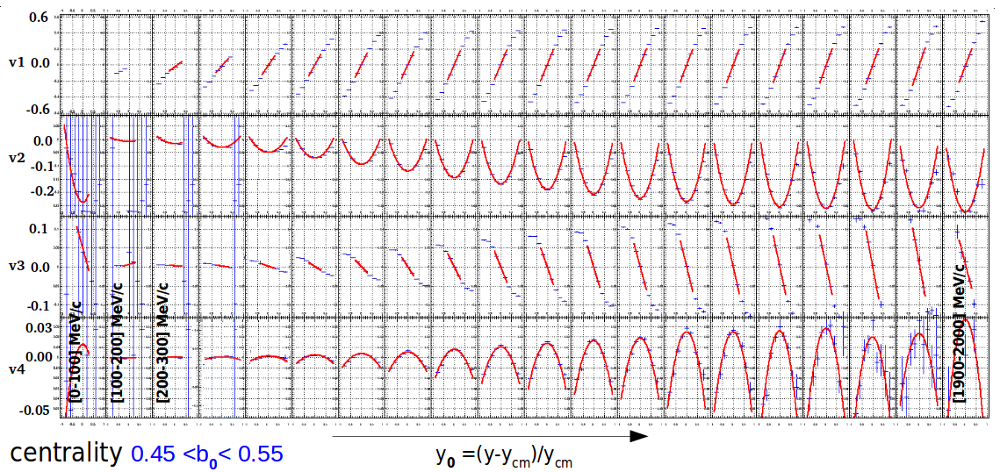 0.6
v1 0.0
-0.6
0.0
v2
-0.1
-0.2
0.1
v3 0.0
-0.1
0.03
0.00
v4
-0.05
[0-100] MeV/c
[100-200] MeV/c
[200-300] MeV/c
[1900-2000] MeV/c
centrality 0.45 <b0< 0.55
y0 =(y-ycm)/ycm